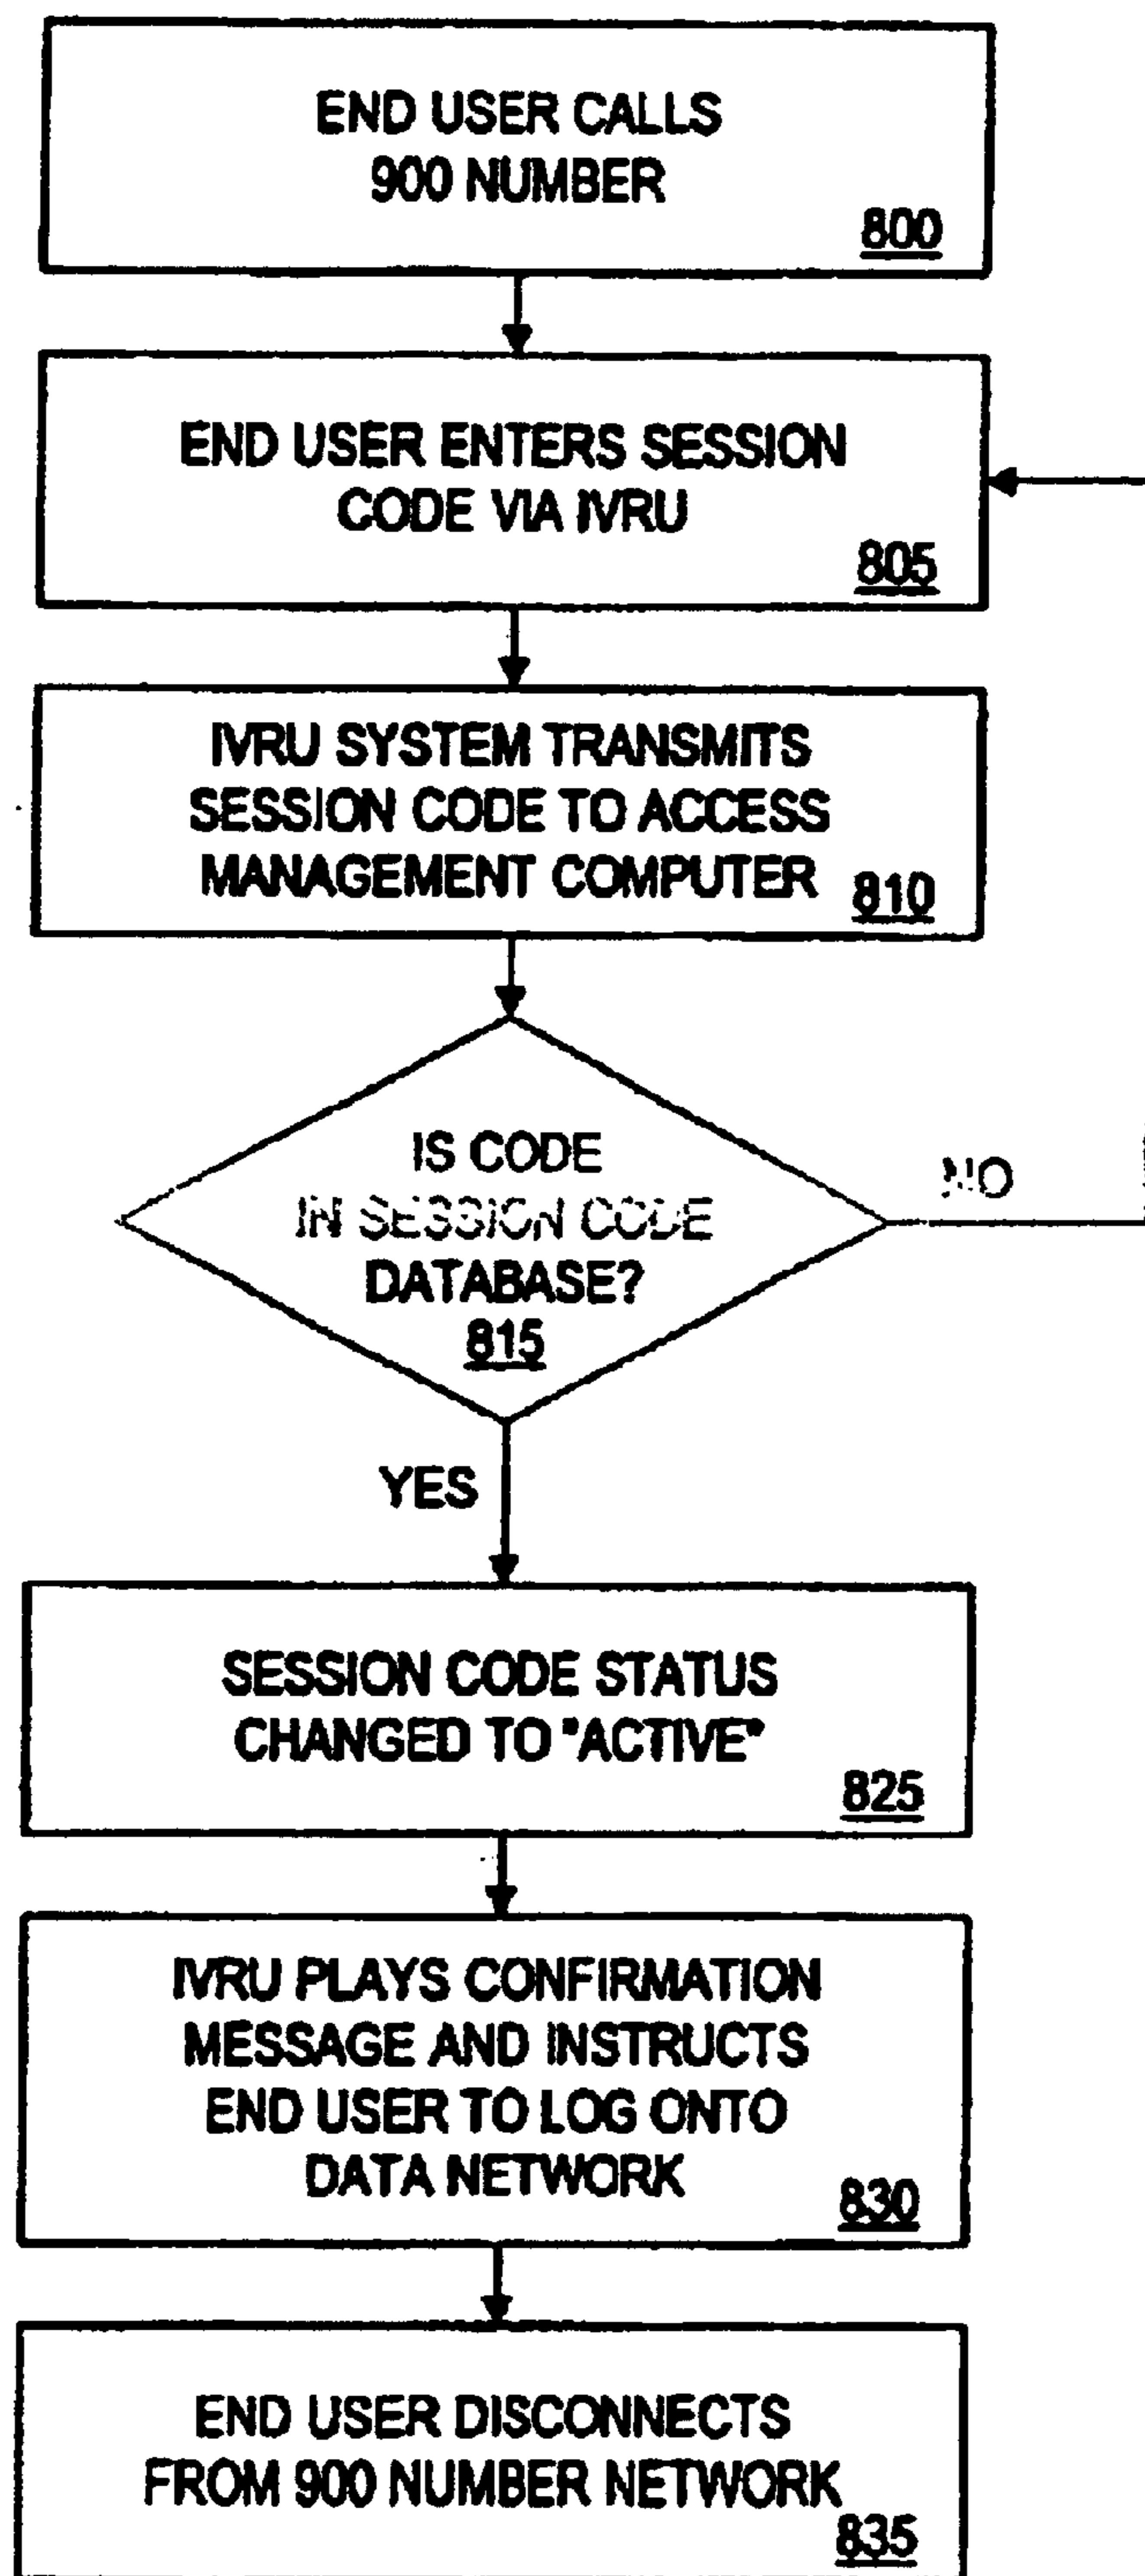 END USER CALLS
900 NUMBER
800
END USER ENTERS SESSION
CODE VIA IVRU
805
IVRU SYSTEM TRANSMITS
SESSION CODE TO ACCESS
MANAGEMENT COMPUTER
810
IS CODE
IN SESSION CODE
DATABASE?
815
NO
YES
SESSION CODE STATUS
CHANGED TO "ACTIVE"
825
IVRU PLAYS CONFIRMATION
MESSAGE AND INSTRUCTS
END USER TO LOG ONTO
DATA NETWORK
830
END USER DISCONNECTS
FROM 900 NUMBER NETWORK
835